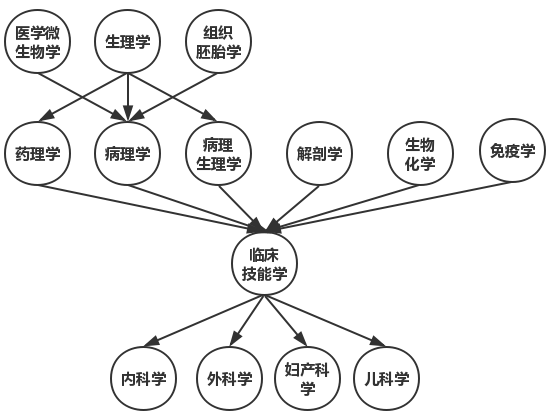 医学微
生物学
生理学
组织
胚胎学
药理学
病理学
病理
生理学
解剖学
生物
化学
免疫学
临床
技能学
内科学
外科学
妇产科
学
儿科学